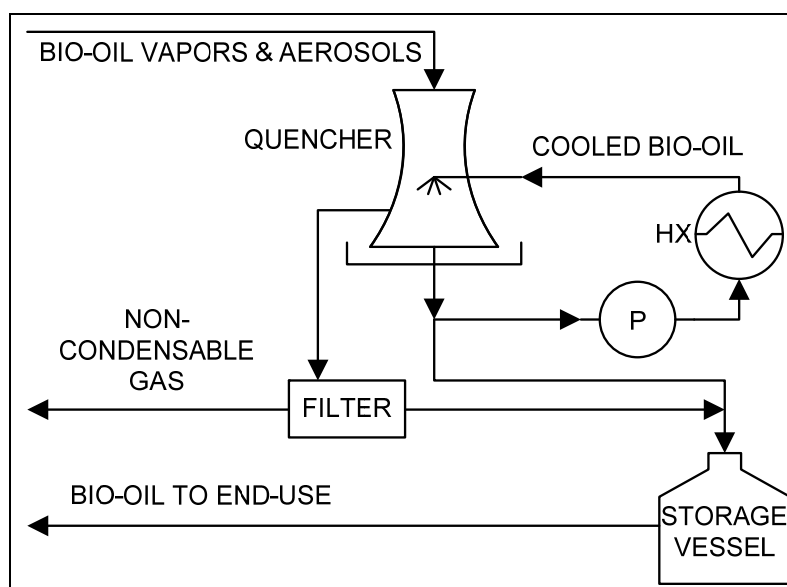 BIO-OIL VAPORS & AEROSOLS
QUENCHER
COOLED BIO-OIL
HX
P
NON-
CONDENSABLE
GAS
FILTER
BIO-OIL TO END-USE
STORAGE
VESSEL